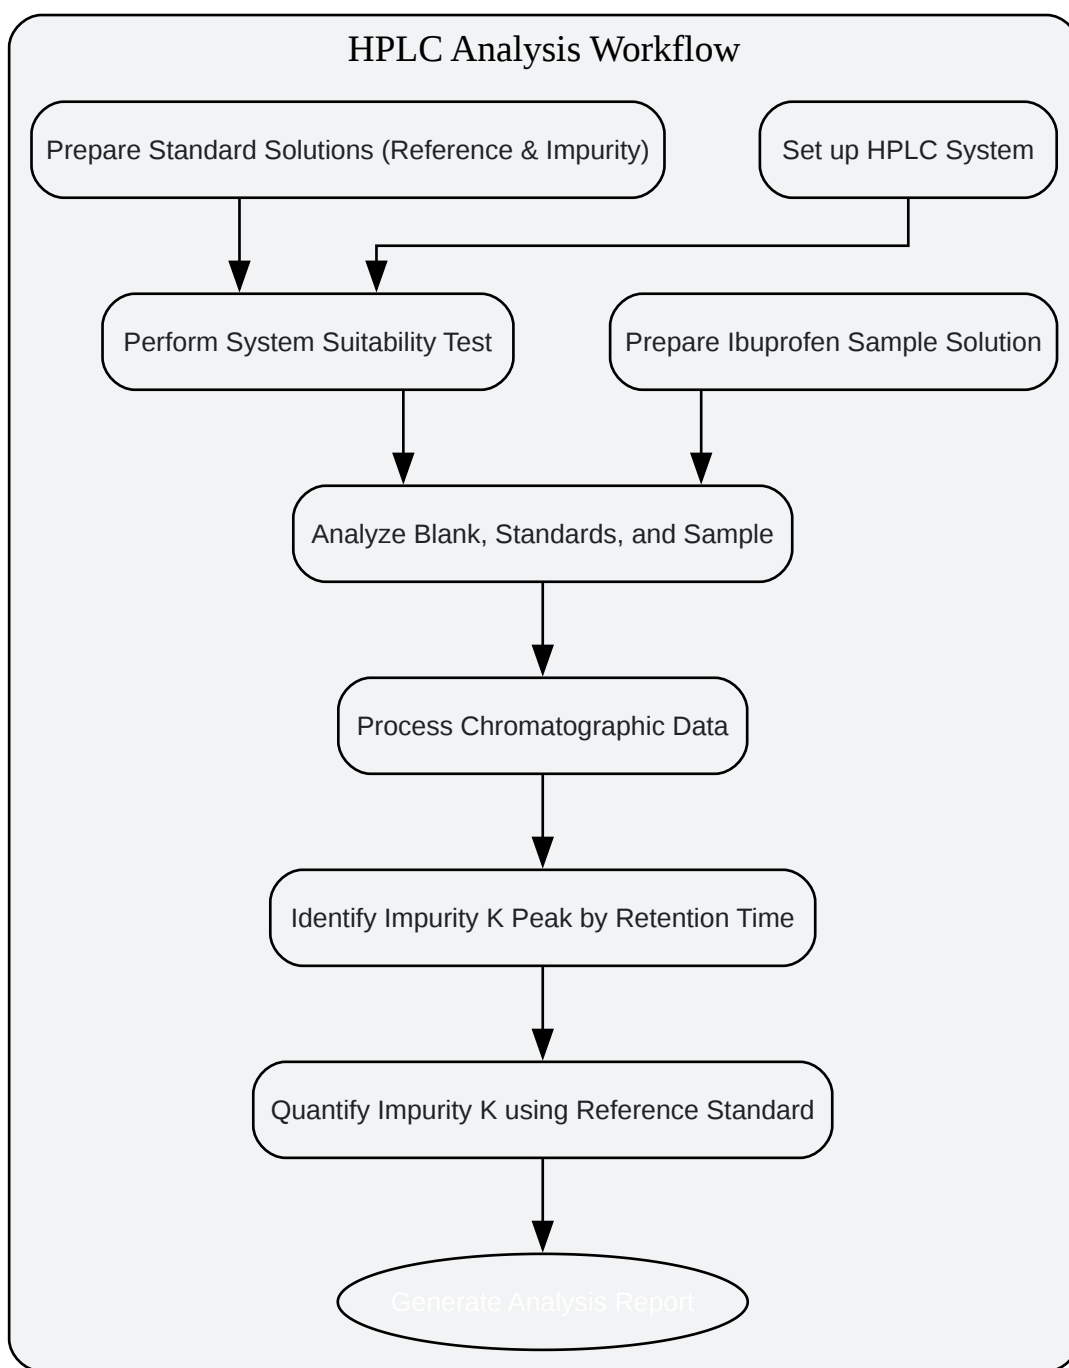 HPLC Analysis Workflow
Prepare Standard Solutions (Reference & Impurity)
Set up HPLC System
Perform System Suitability Test
Prepare Ibuprofen Sample Solution
Analyze Blank, Standards, and Sample
Process Chromatographic Data
Identify Impurity K Peak by Retention Time
Quantify Impurity K using Reference Standard
Generate Analysis Report